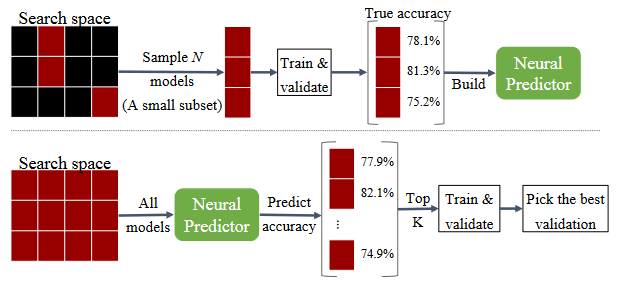 Search space
Sample N
models
(A small subset)
Train &
validate
True accuracy
78.1%
81.3%
75.2%
Build
Neural
Predictor
Search space
All
models
Neural
Predictor
Predict
accuracy
77.9%
82.1%
...
74.9%
Top
K
Train &
validate
Pick the best
validation